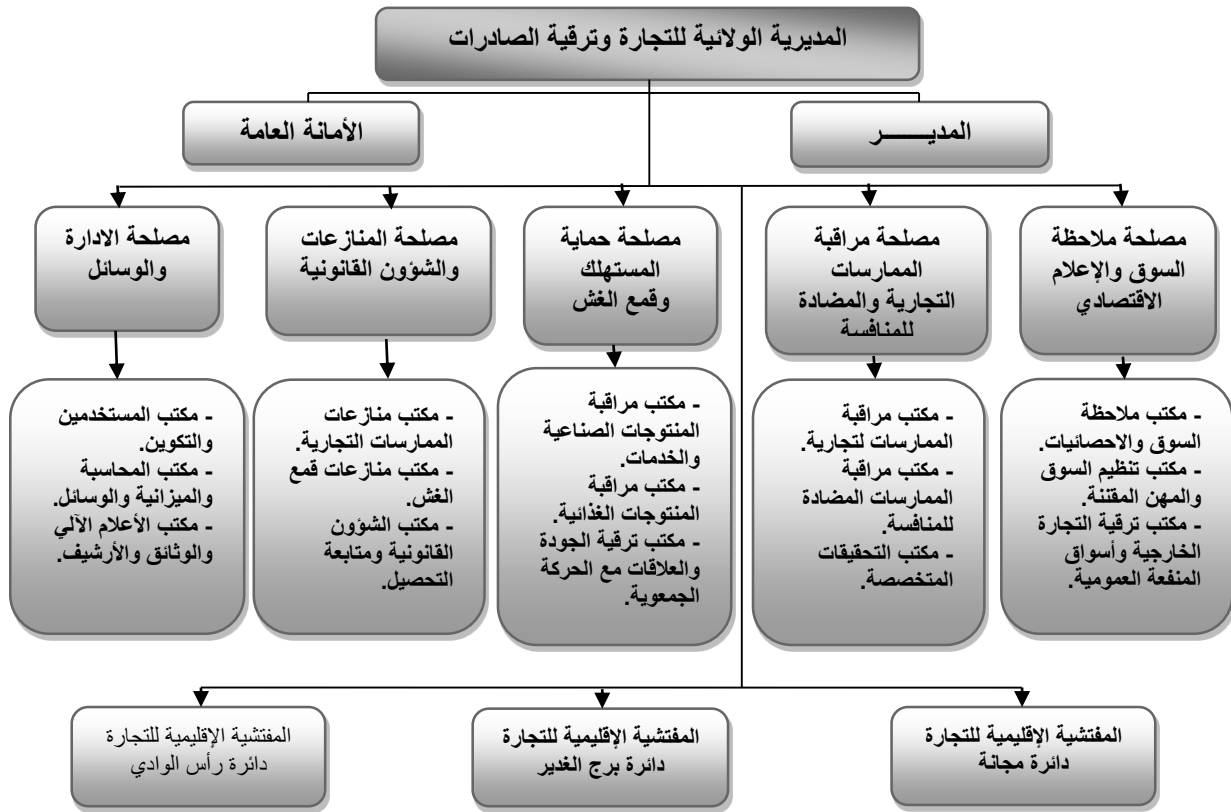 المديرية الولائية للتجارة وترقية الصادرات
المديــــــر
الأمانة العامة
مصلحة ملاحظة
السوق والإعلام
الاقتصادي
مصلحة مراقبة
الممارسات
التجارية والمضادة
للمنافسة
مصلحة حماية
المستهلك
وقمع الغش
مصلحة المنازعات
والشؤون القانونية
مصلحة الادارة
والوسائل
- مكتب ملاحظة
السوق والاحصائيات.
- مكتب تنظيم السوق
والمهن المقتنة.
- مكتب ترقية التجارة
الخارجية وأسواق
المنفعة العمومية.
- مكتب مراقبة
الممارسات لتجارية.
- مكتب مراقبة
الممارسات المضادة
للمنافسة.
- مكتب التحقيقات
المتخصصة.
- مكتب مراقبة
المنتوجات الصناعية
والخدمات.
- مكتب مراقبة
المنتوجات الغذائية.
- مكتب ترقية الجودة
والعلاقات مع الحركة
الجمعوية.
- مكتب منازعات
الممارسات التجارية.
- مكتب منازعات قمع
الغش.
- مكتب الشؤون
القانونية ومتابعة
التحصيل.
- مكتب المستخدمين
والتكوين.
- مكتب المحاسبة
والميزانية والوسائل.
- مكتب الأعلام الآلي
والوثائق والأرشيف.
المفتشية الإقليمية للتجارة
دائرة مجانة
المفتشية الإقليمية للتجارة
دائرة برج الغدير
المفتشية الإقليمية للتجارة
دائرة رأس الوادي